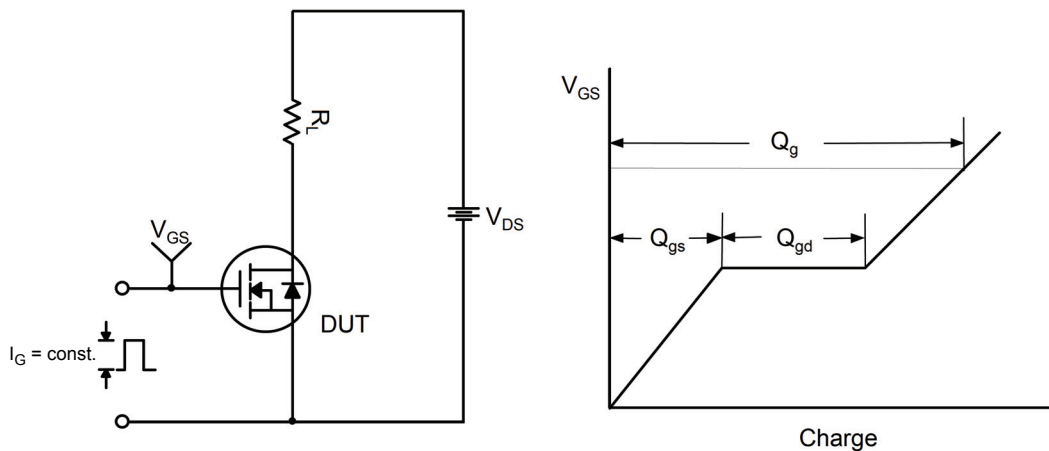 R_L
V_GS
V_DS
DUT
I_G = const.
V_GS
Q_g
Q_gs
Q_gd
Charge